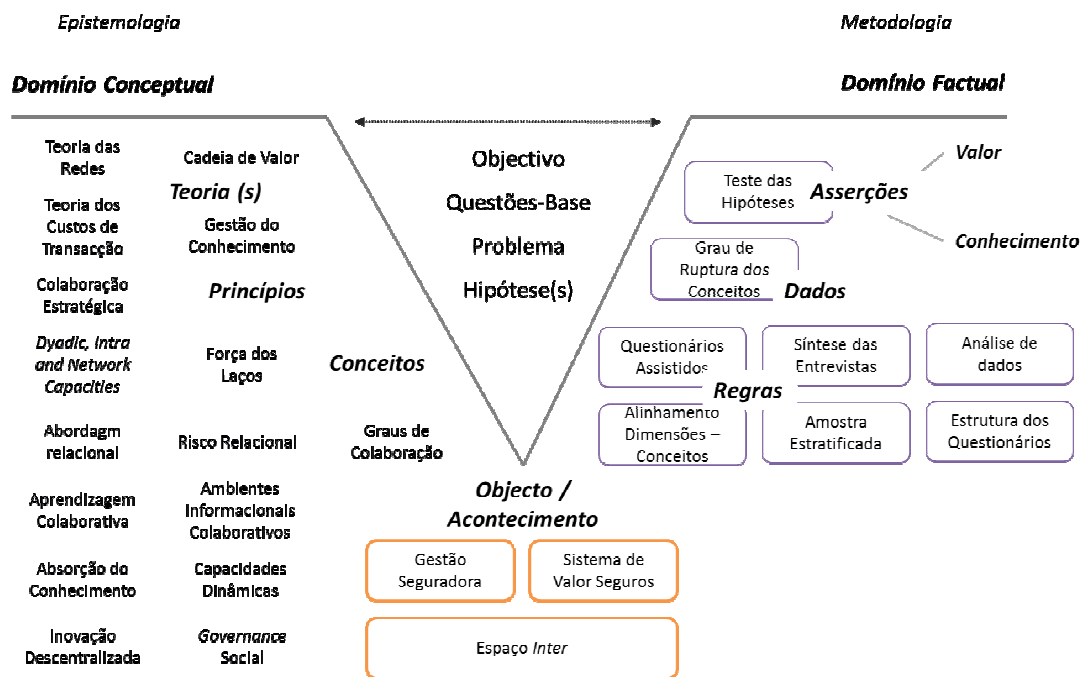 Epistemologia
Metodologia
Domínio Conceptual
Domínio Factual
Teoria das
Redes
Cadeia de Valor
Teoria (s)
Teoria dos
Custos de
Transacção
Gestão do
Conhecimento
Colaboração
Estratégica
Princípios
Dyadic, Intra
and Network
Capacities
Força dos
Laços
Conceitos
Abordagm
relacional
Risco Relacional
Graus de
Colaboração
Aprendizagem
Colaborativa
Ambientes
Informacionais
Colaborativos
Absorção do
Conhecimento
Capacidades
Dinâmicas
Inovação
Descentralizada
Governance
Social
Objectivo
Questões-Base
Problema
Hipótese(s)
Objecto /
Acontecimento
Gestão
Seguradora
Sistema de
Valor Seguros
Espaço Inter
Teste das
Hipóteses
Asserções
Valor
Conhecimento
Grau de
Ruptura dos
Conceitos
Dados
Questionários
Assistidos
Síntese das
Entrevistas
Análise de
dados
Regras
Alinhamento
Dimensões –
Conceitos
Amostra
Estratificada
Estrutura dos
Questionários